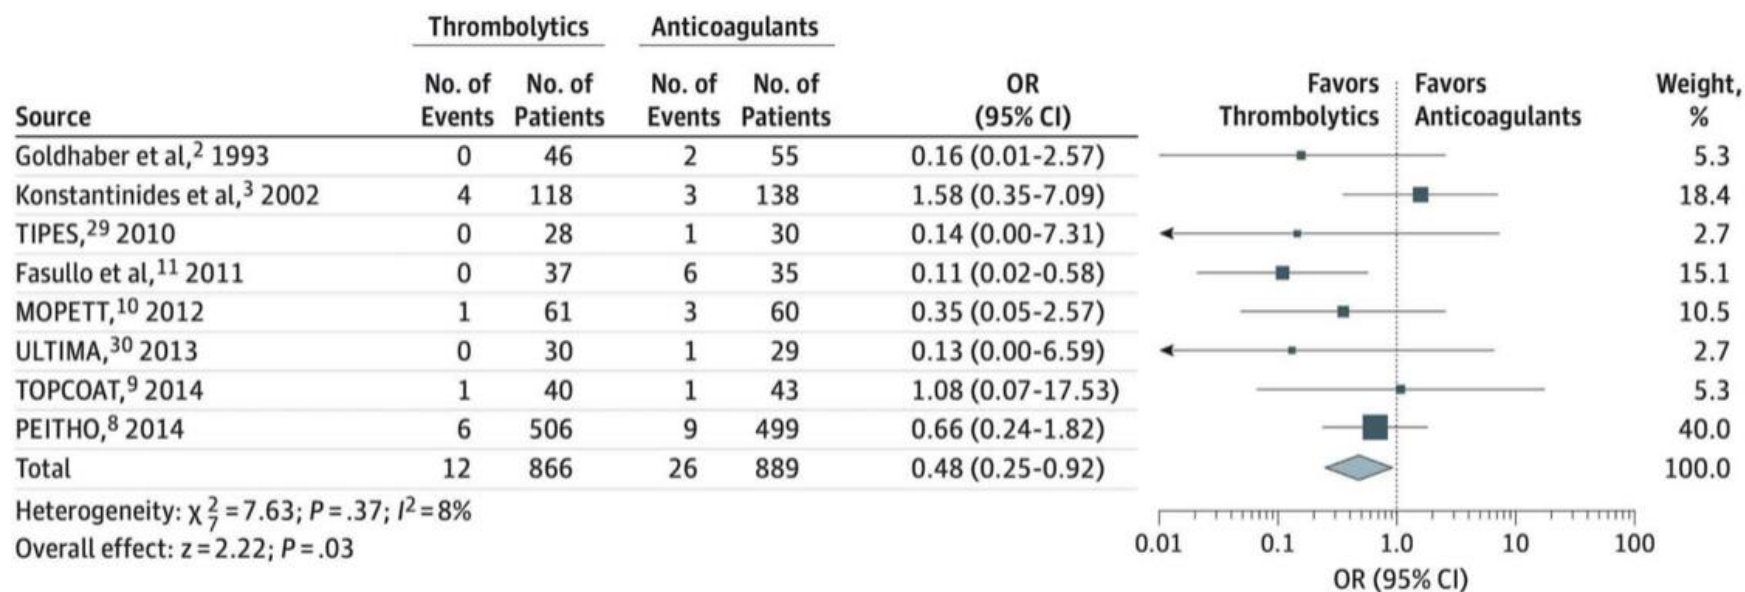 Thrombolytics Anticoagulants
No. of No. of No. of No. of OR Favors Favors Weight,
Source Events Patients Events Patients (95% CI) Thrombolytics Anticoagulants %
Goldhaber et al,2 1993 0 46 2 55 0.16 (0.01-2.57) 5.3
Konstantinides et al,3 2002 4 118 3 138 1.58 (0.35-7.09) 18.4
TIPES,29 2010 0 28 1 30 0.14 (0.00-7.31) 2.7
Fasullo et al,11 2011 0 37 6 35 0.11 (0.02-0.58) 15.1
MOPETT,10 2012 1 61 3 60 0.35 (0.05-2.57) 10.5
ULTIMA,30 2013 0 30 1 29 0.13 (0.00-6.59) 2.7
TOPCOAT,9 2014 1 40 1 43 1.08 (0.07-17.53) 5.3
PEITHO,8 2014 6 506 9 499 0.66 (0.24-1.82) 40.0
Total 12 866 26 889 0.48 (0.25-0.92) 100.0
Heterogeneity: χ²₇ = 7.63; P = .37; I² = 8%
Overall effect: z = 2.22; P = .03
0.01 0.1 1.0 10 100
OR (95% CI)